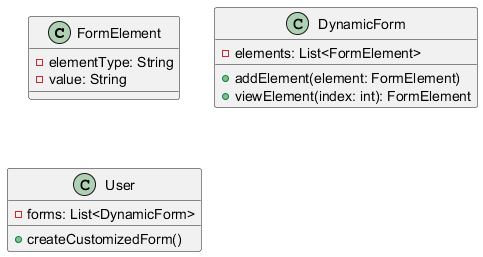 C FormElement
elementType: String
value: String
C DynamicForm
elements: List<FormElement>
addElement(element: FormElement)
viewElement(index: int): FormElement
C User
forms: List<DynamicForm>
createCustomizedForm()